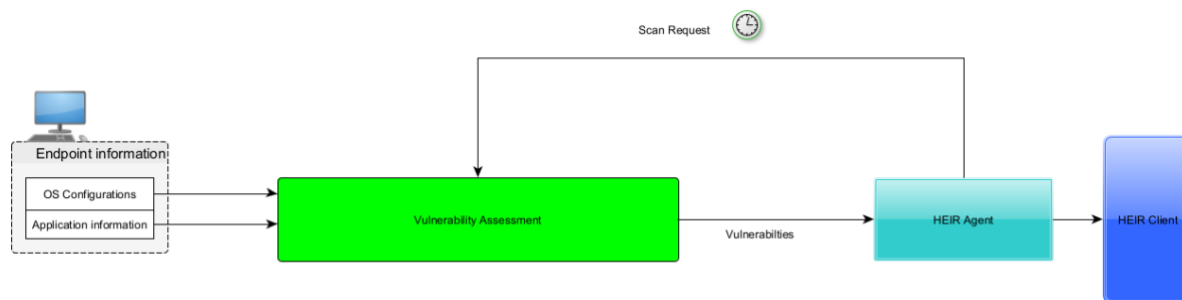 Scan Request
Endpoint information
OS Configurations
Application information
Vulnerability Assessment
Vulnerabilties
HEIR Agent
HEIR Client